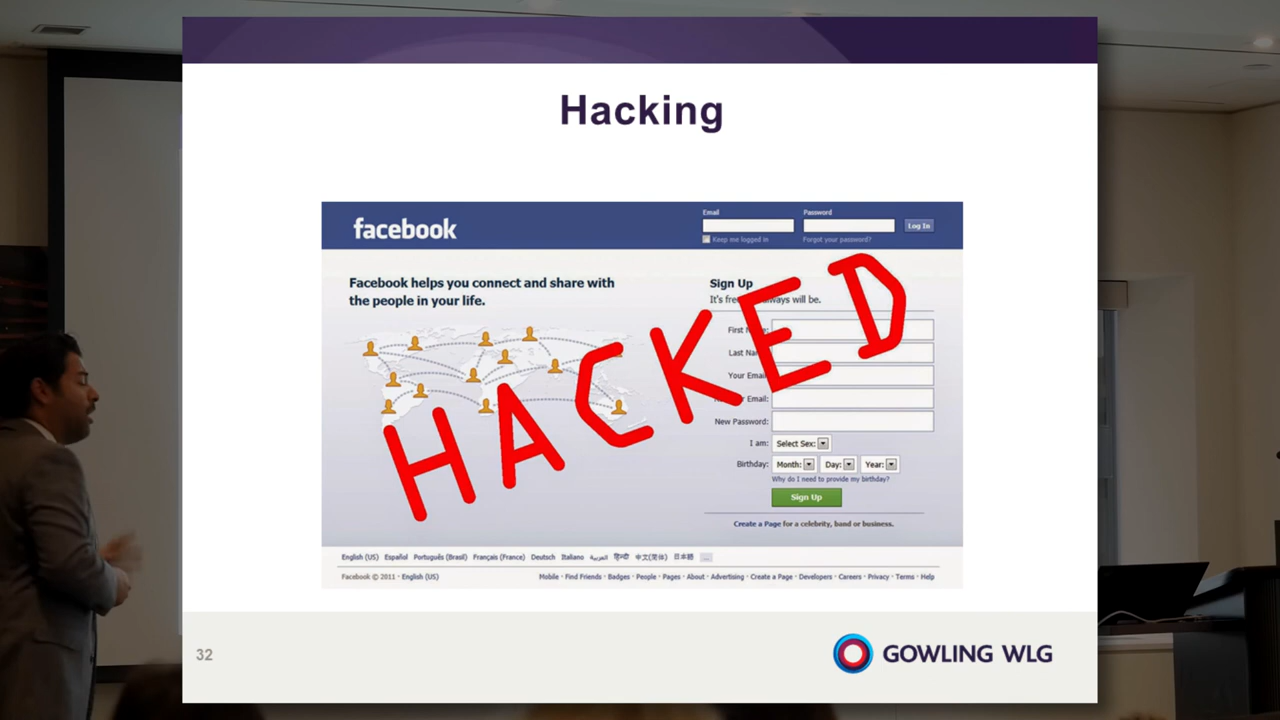 Hacking
facebook
Email
Password
Log In
Keep me logged in
Forgot your password?
Facebook helps you connect and share with
the people in your life.
Sign Up
It's
always will be.
HACKED
First
Last
Your Email
Email:
New Password:
I am:
Select Sex:
Birthday:
Month:
Day:
Year:
Why do I need to provide my birthday?
Sign Up
Create a Page for a celebrity, band or business.
English (US) Español Português (Brasil) Français (France) Deutsch Italiano العربية हिन्दी 中文(简体) 日本語 ...
Facebook © 2011 · English (US)
Mobile · Find Friends · Badges · People · Pages · About · Advertising · Create a Page · Developers · Careers · Privacy · Terms · Help
32
GOWLING WLG